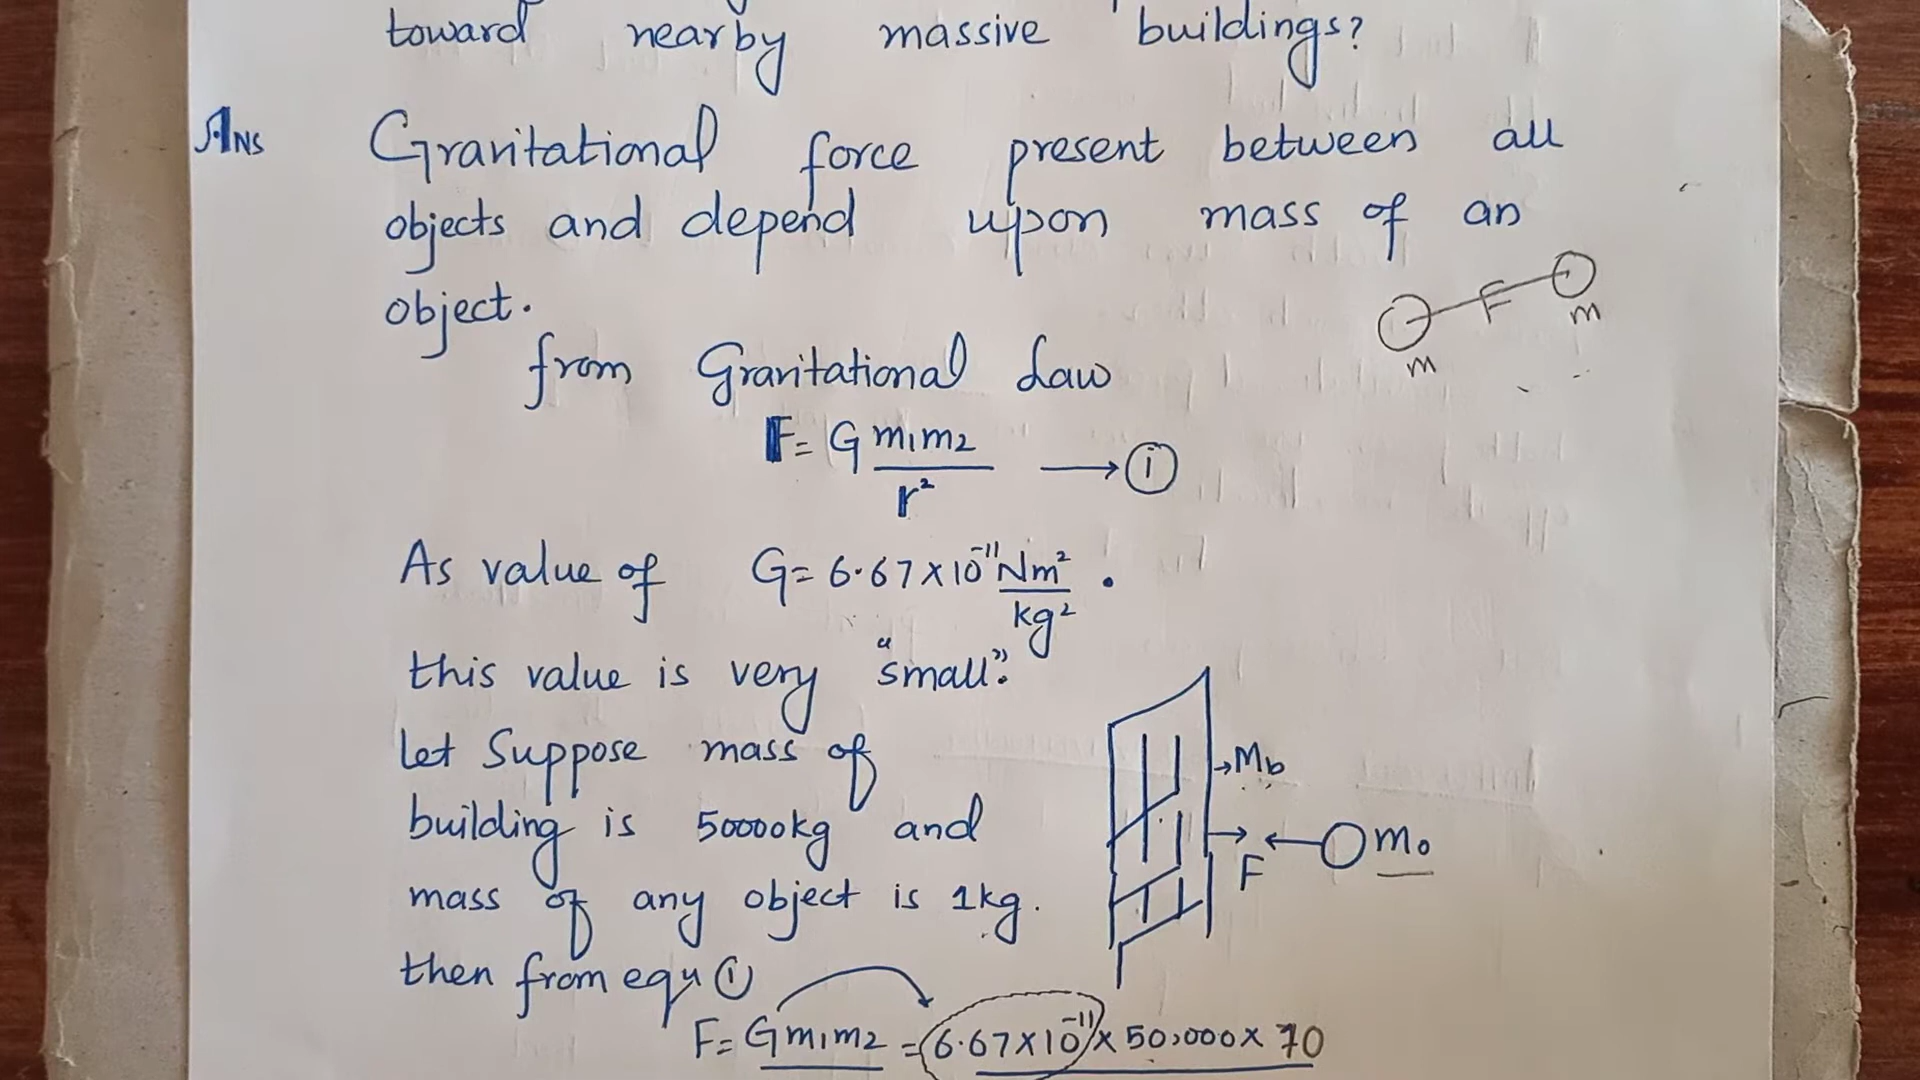 toward nearby massive buildings?
Ans Gravitational force present between all
objects and depend upon mass of an
object.
F
m
m
from Gravitational Law
F = G m₁m₂ / r² → ①
As value of G = 6.67 × 10⁻¹¹ Nm² / kg² .
this value is very "small".
let Suppose mass of
building is 50000kg and
mass of any object is 1kg.
→ Mb
F
mo
then from equ ①
F = Gm₁m₂ = 6.67 × 10⁻¹¹ × 50,000 × 70